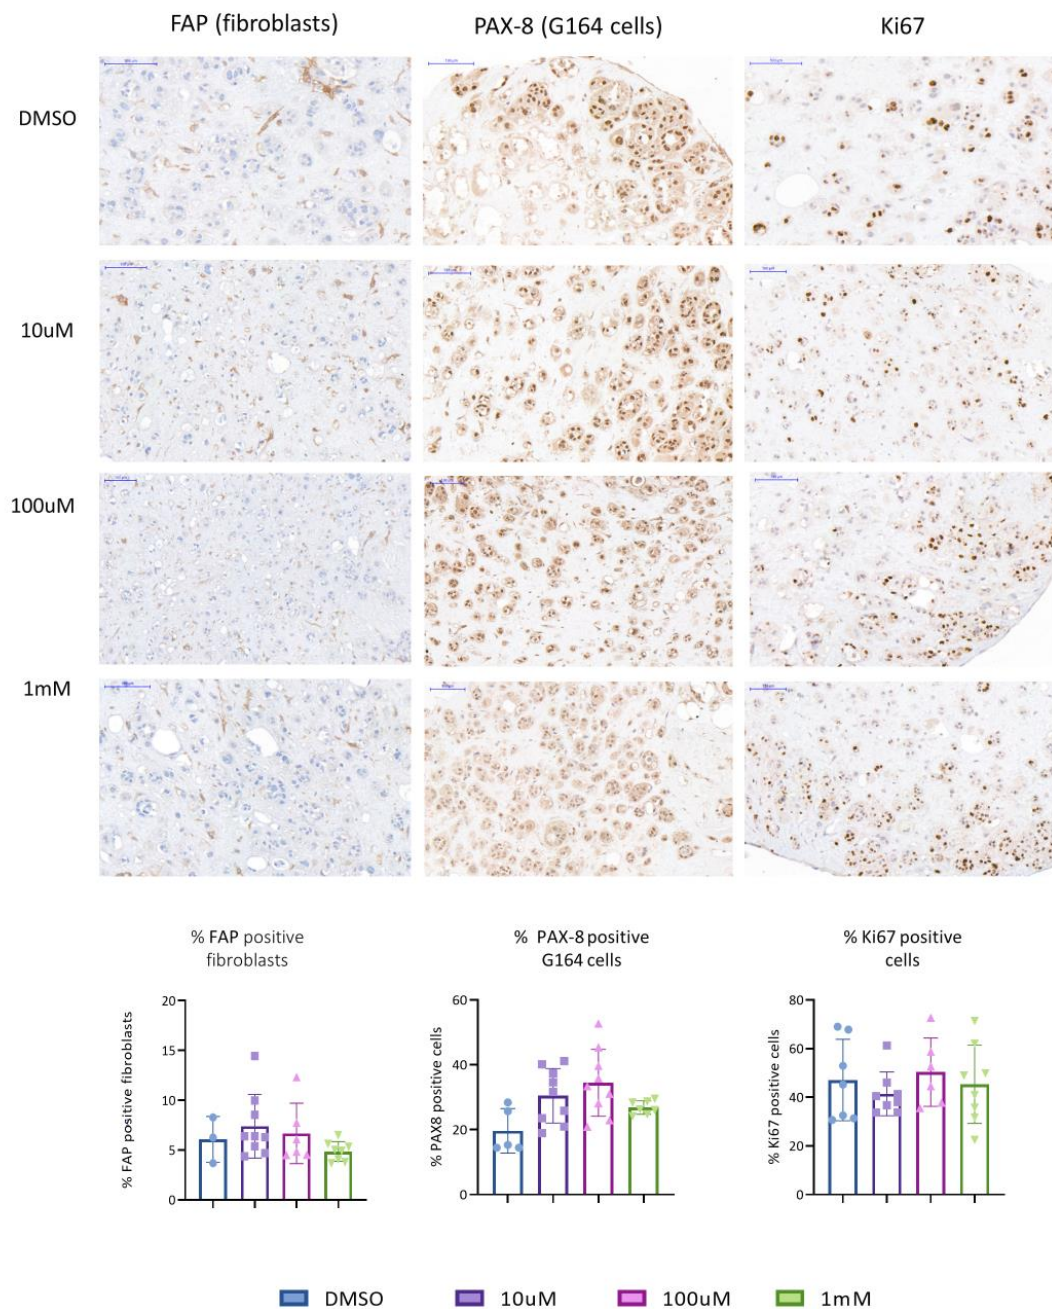 FAP (fibroblasts)
PAX-8 (G164 cells)
Ki67
DMSO
10uM
100uM
1mM
% FAP positive
fibroblasts
% PAX-8 positive
G164 cells
% Ki67 positive
cells
% FAP positive fibroblasts
20
15
10
5
0
% PAX8 positive cells
60
40
20
0
% Ki67 positive cells
80
60
40
20
0
DMSO
10uM
100uM
1mM